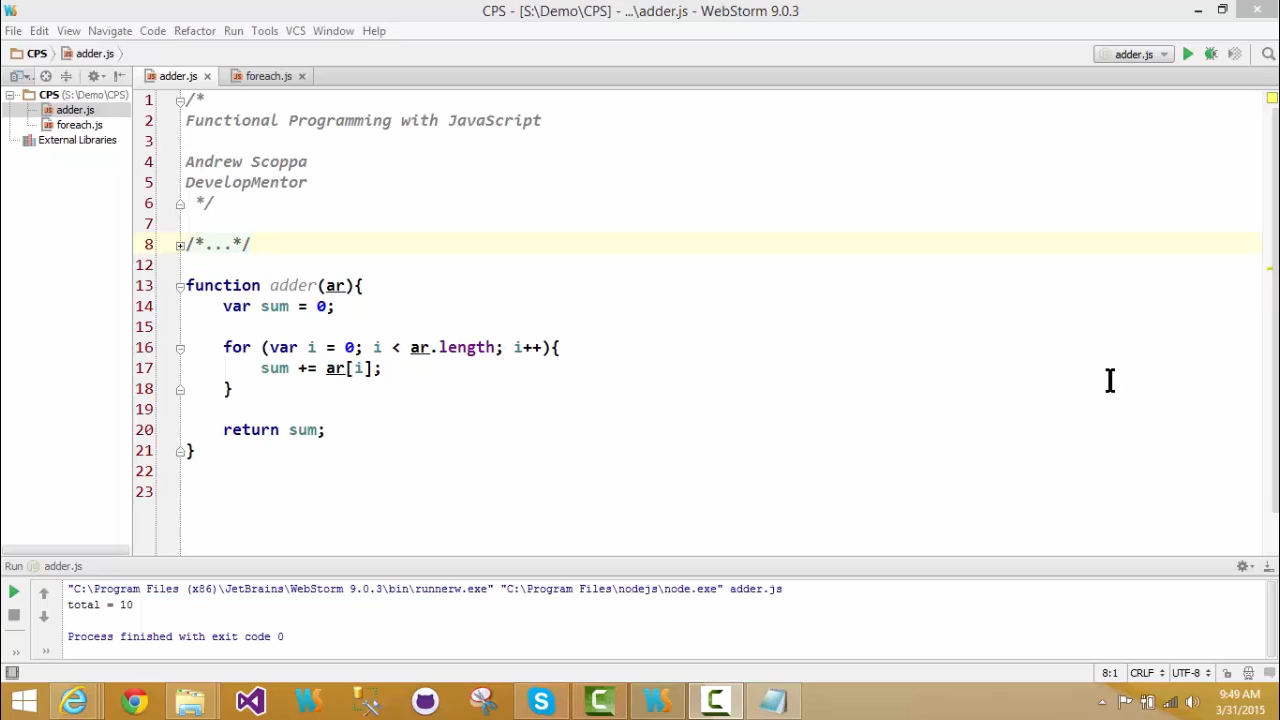 CPS - [S:\Demo\CPS] - ...\adder.js - WebStorm 9.0.3
File Edit View Navigate Code Refactor Run Tools VCS Window Help
CPS adder.js adder.js
adder.js foreach.js
CPS (S:\Demo\CPS)
adder.js
foreach.js
External Libraries
1 /*
2 Functional Programming with JavaScript
3
4 Andrew Scoppa
5 DevelopMentor
6 */
7
8 /*...*/
12
13 function adder(ar){
14 var sum = 0;
15
16 for (var i = 0; i < ar.length; i++){
17 sum += ar[i];
18 }
19
20 return sum;
21 }
22
23
Run adder.js
"C:\Program Files (x86)\JetBrains\WebStorm 9.0.3\bin\runnerw.exe" "C:\Program Files\nodejs\node.exe" adder.js
total = 10
Process finished with exit code 0
8:1 CRLF UTF-8
9:49 AM
3/31/2015